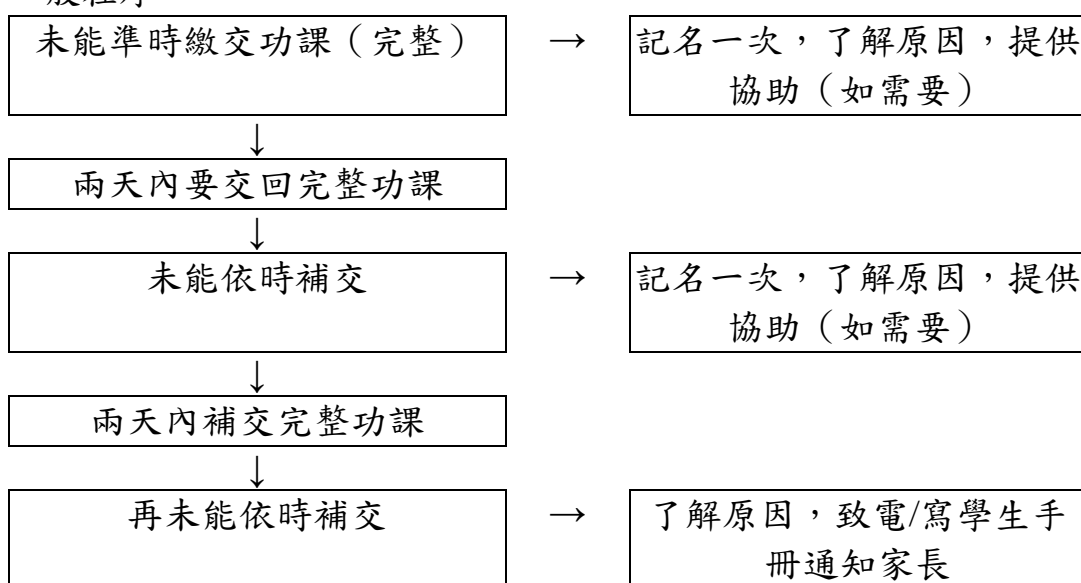 未能準時繳交功課（完整） → 記名一次，了解原因，提供
協助（如需要）
↓
兩天內要交回完整功課
↓
未能依時補交 → 記名一次，了解原因，提供
協助（如需要）
↓
兩天內補交完整功課
↓
再未能依時補交 → 了解原因，致電/寫學生手
冊通知家長